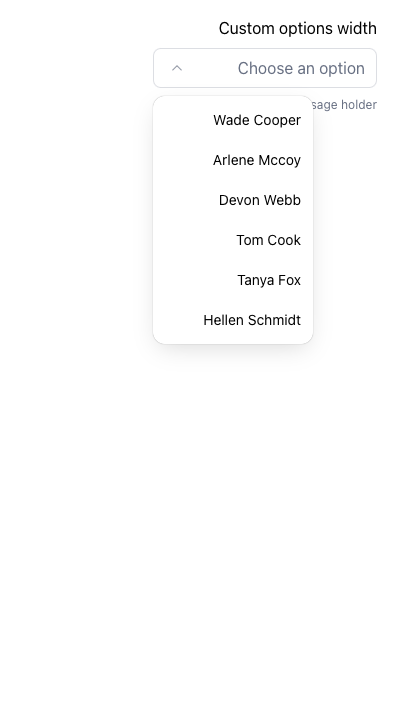 Custom options width
Choose an option
holder
Wade Cooper
Arlene Mccoy
Devon Webb
Tom Cook
Tanya Fox
Hellen Schmidt